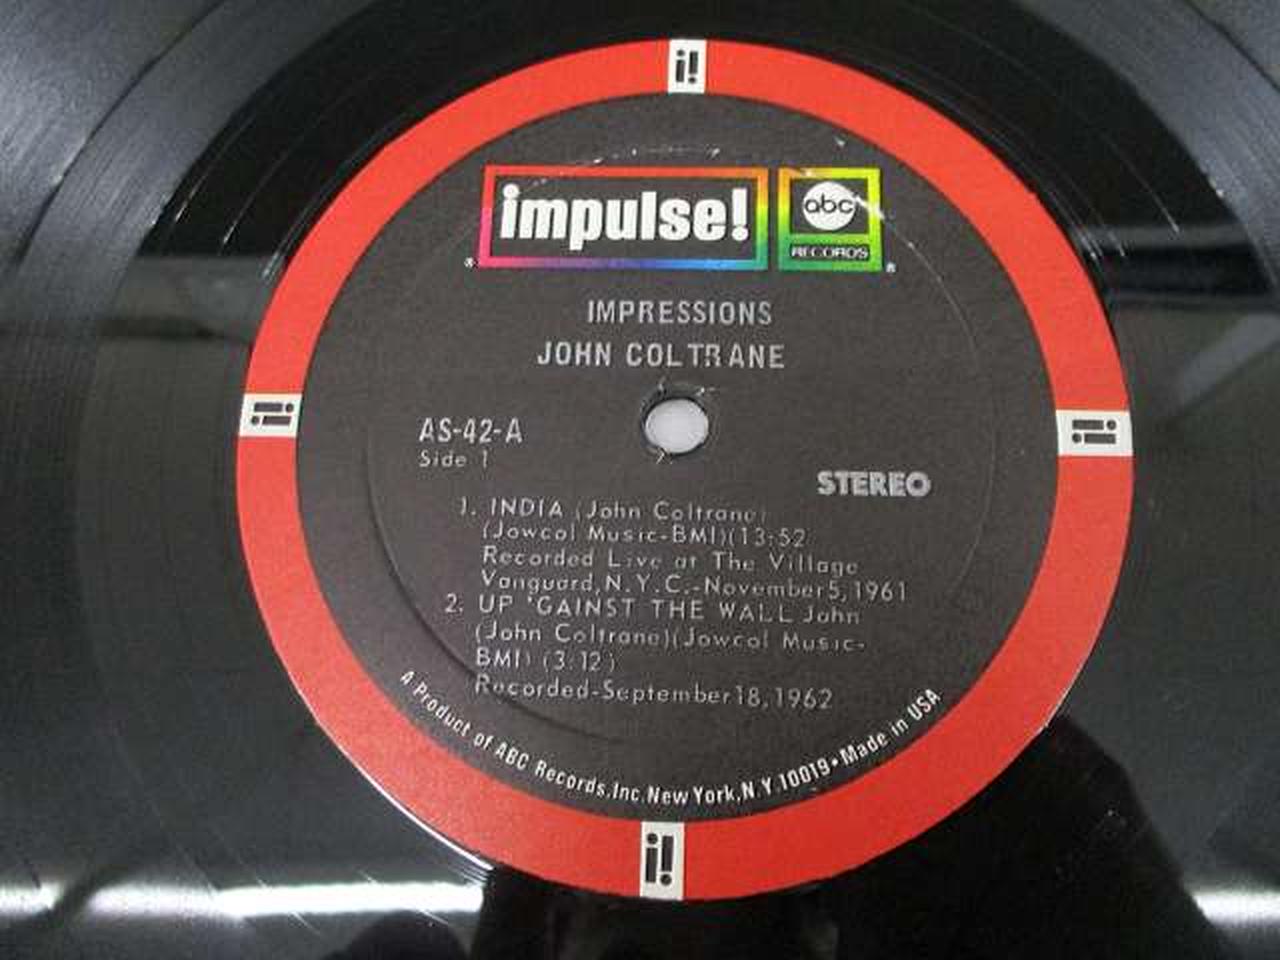 i!
impulse!
abc
RECORDS
IMPRESSIONS
JOHN COLTRANE
AS-42-A
Side 1
STEREO
1. INDIA (John Coltrane)
(Jowcol Music-BMI)(13:52
Recorded Live at The Village
Vanguard, N.Y.C.-November 5, 1961
2. UP 'GAINST THE WALL John
(John Coltrane)(Jowcol Music-
BMI) (3:12)
Recorded-September 18, 1962
A Product of ABC Records, Inc. New York, N.Y. 10019 • Made in USA
i!
i!
i!